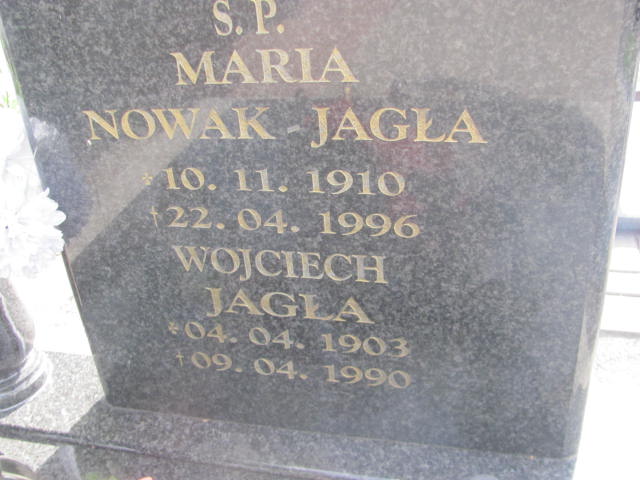 Ś.P.
MARIA
NOWAK - JAGŁA
* 10. 11. 1910
† 22. 04. 1996
WOJCIECH
JAGŁA
* 04. 04. 1903
† 09. 04. 1990